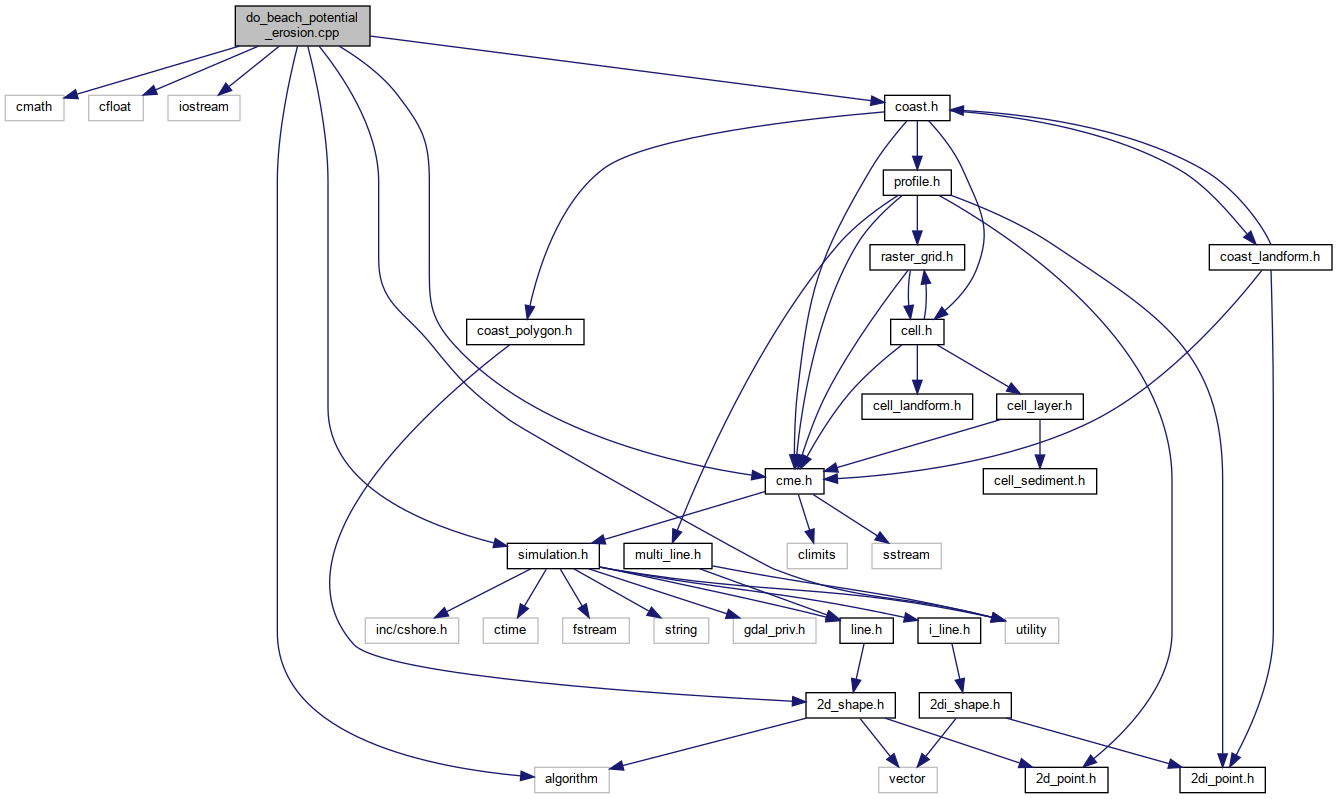 do_beach_potential
_erosion.cpp
cmath
cfloat
iostream
coast.h
profile.h
raster_grid.h
coast_landform.h
coast_polygon.h
cell.h
cell_landform.h
cell_layer.h
cme.h
cell_sediment.h
simulation.h
multi_line.h
climits
sstream
inc/cshore.h
ctime
fstream
string
gdal_priv.h
line.h
i_line.h
utility
2d_shape.h
2di_shape.h
algorithm
vector
2d_point.h
2di_point.h